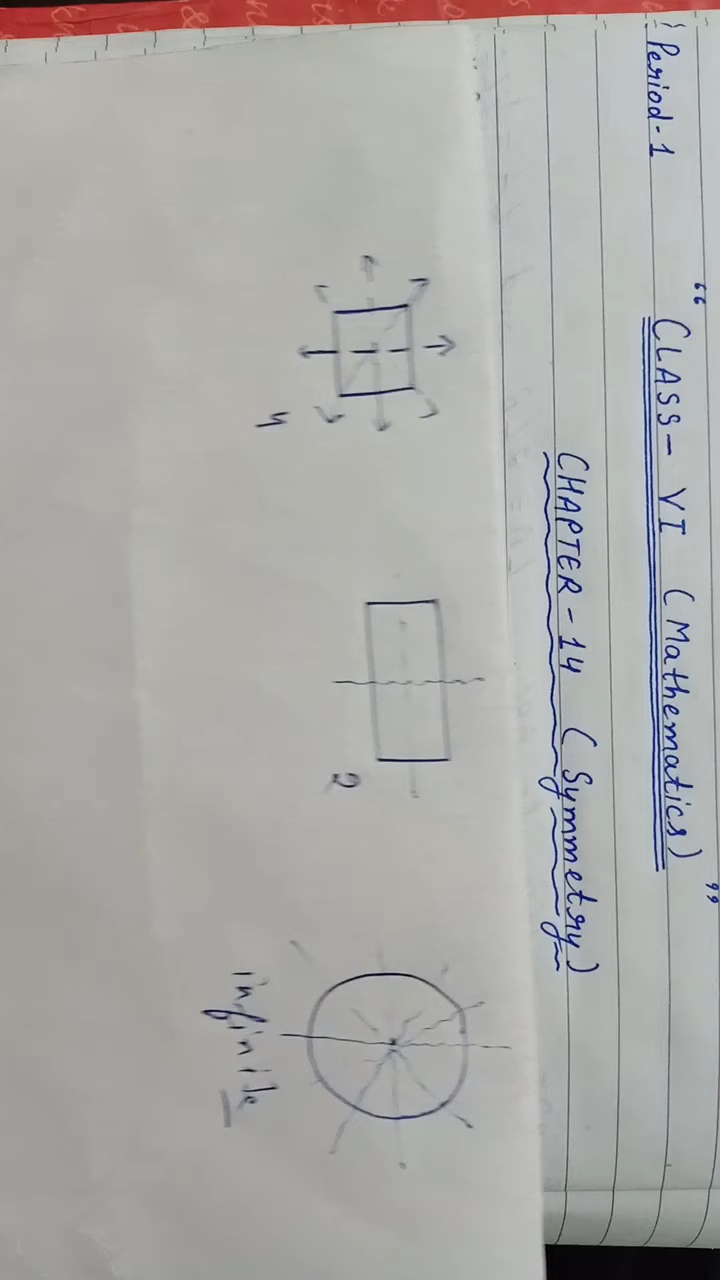 Period-1
“ CLASS- VI (Mathematics) ”
CHAPTER-14 (Symmetry)
4 2 infinite